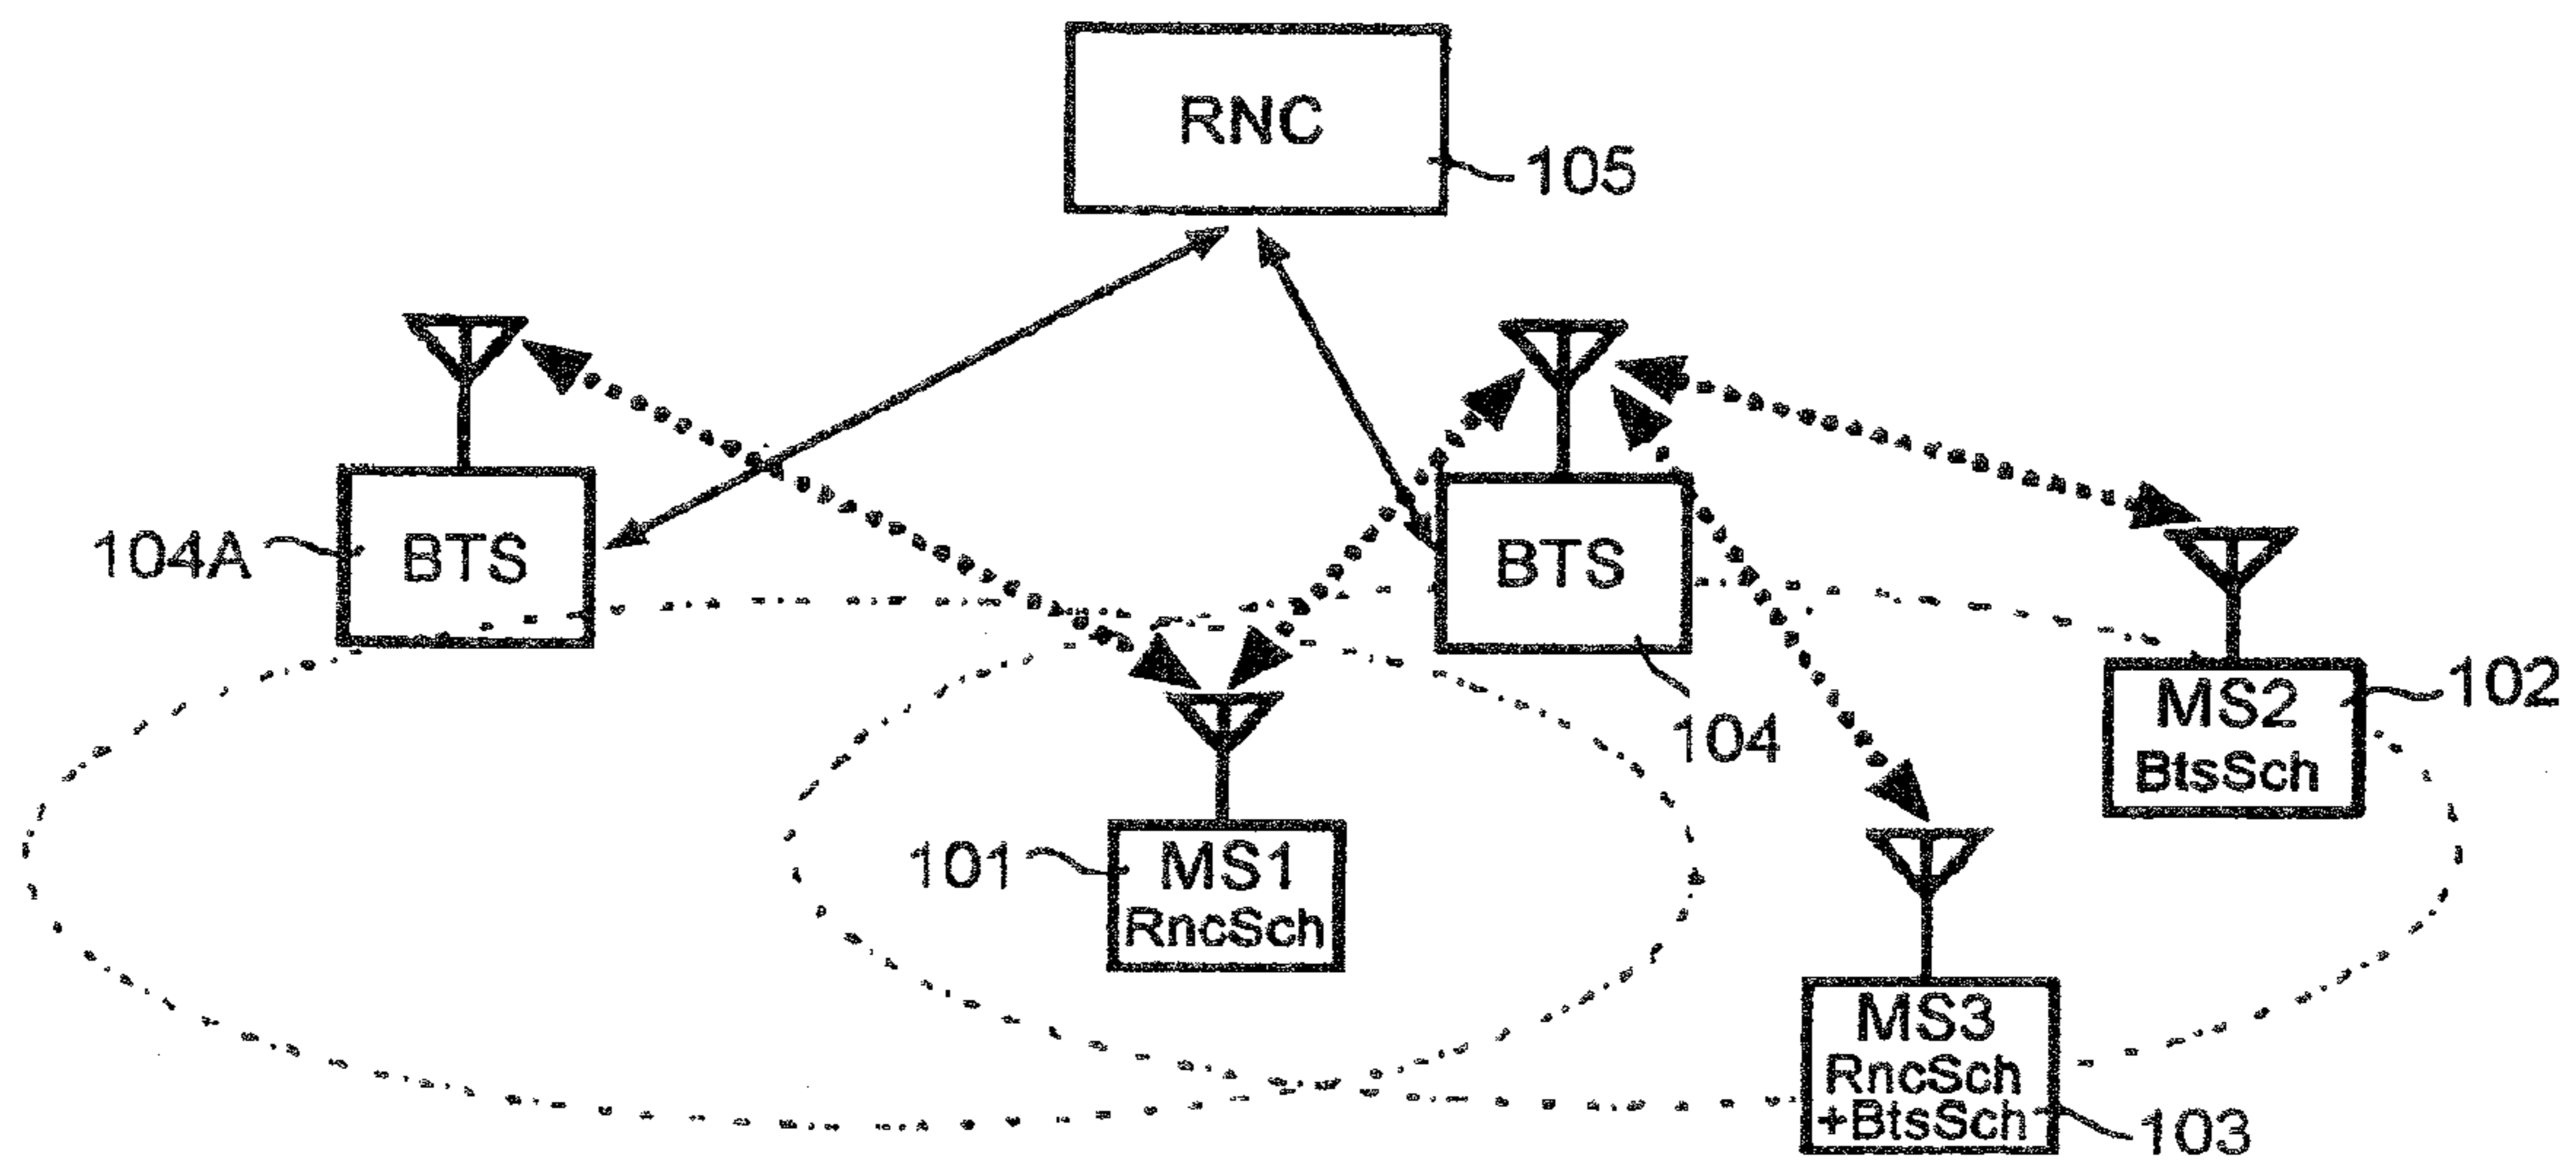 RNC
105
104A
BTS
BTS
104
MS2
BtsSch
102
101
MS1
RncSch
MS3
RncSch
+BtsSch
103